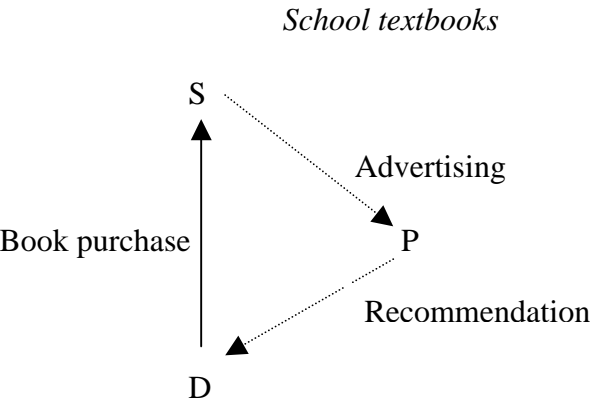 School textbooks
S
Advertising
Book purchase
P
Recommendation
D